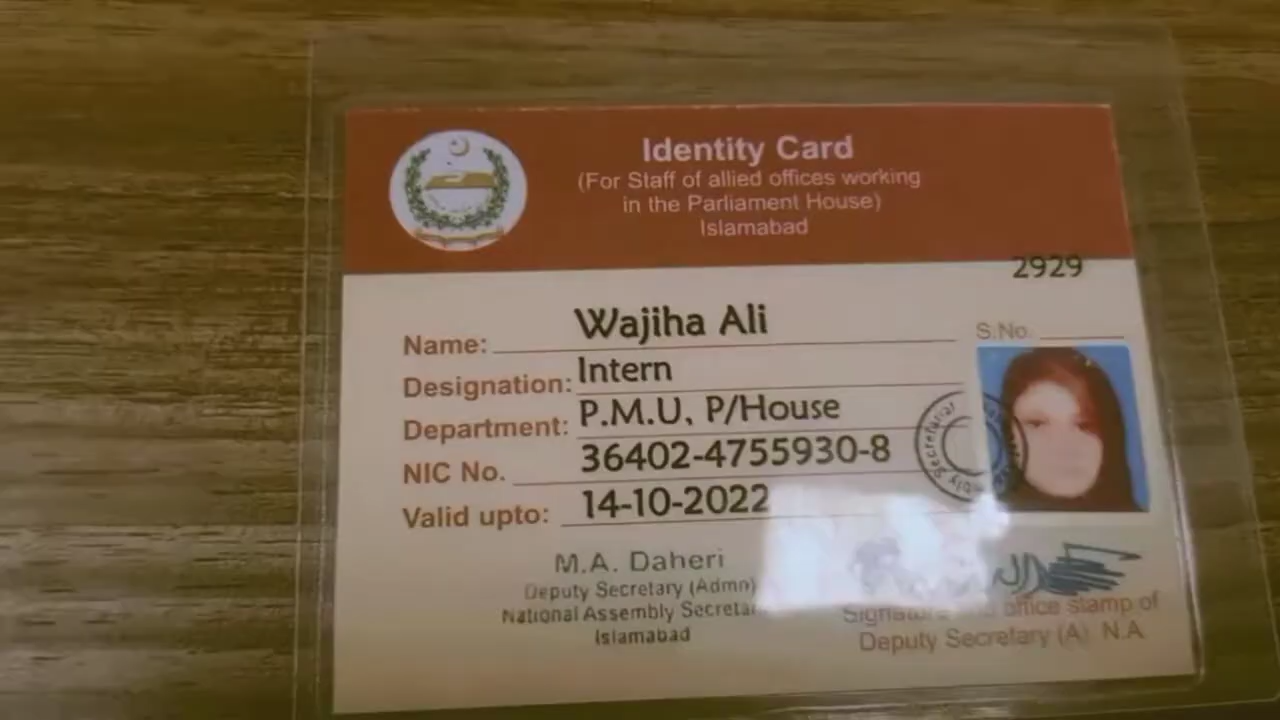 Identity Card
(For Staff of allied offices working
in the Parliament House)
Islamabad
2929
S.No.
Name: Wajiha Ali
Designation: Intern
Department: P.M.U, P/House
NIC No. 36402-4755930-8
Valid upto: 14-10-2022
Secretariat
M.A. Daheri
Deputy Secretary (Admn)
National Assembly
Islamabad
Signature office stamp of
Deputy Secretary (A) N.A